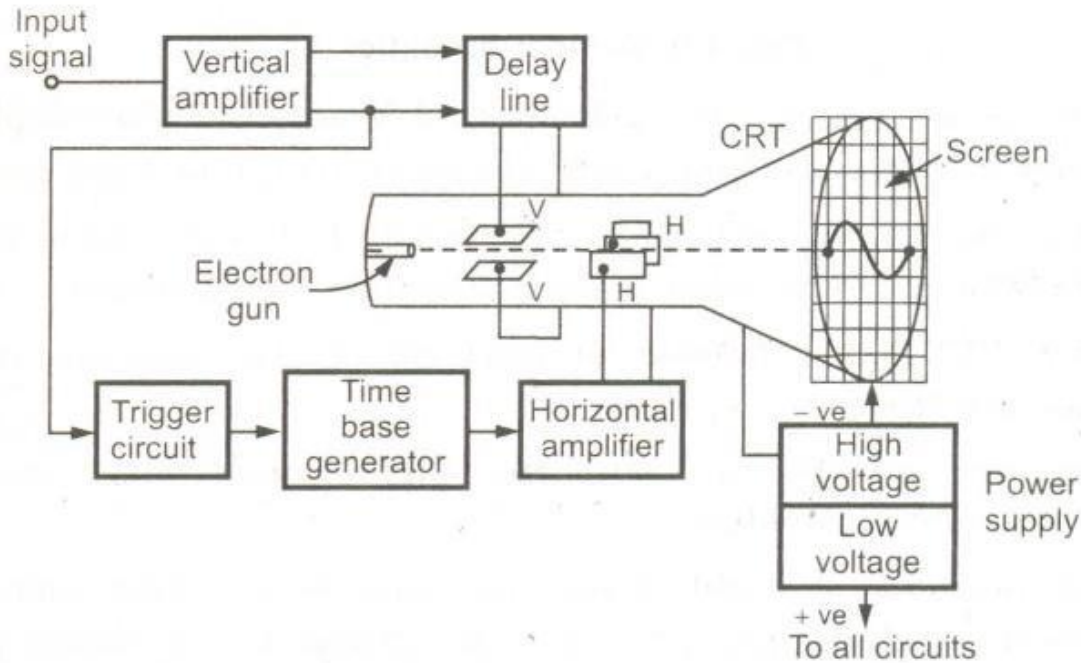 Input
signal
Vertical
amplifier
Delay
line
CRT
Screen
V
H
Electron
gun
V
H
Trigger
circuit
Time
base
generator
Horizontal
amplifier
– ve
High
voltage
Power
supply
Low
voltage
+ ve
To all circuits